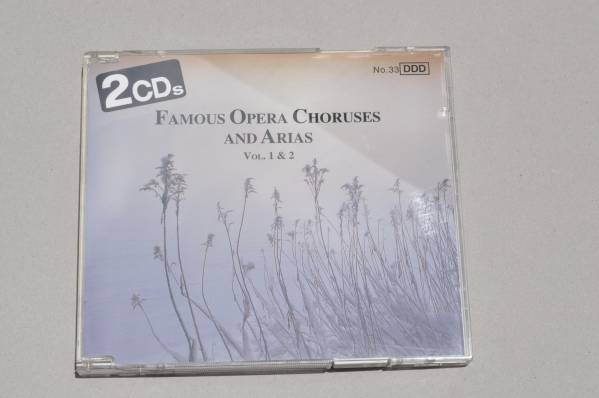 2CDs
No.33 DDD
FAMOUS OPERA CHORUSES
AND ARIAS
VOL. 1 & 2